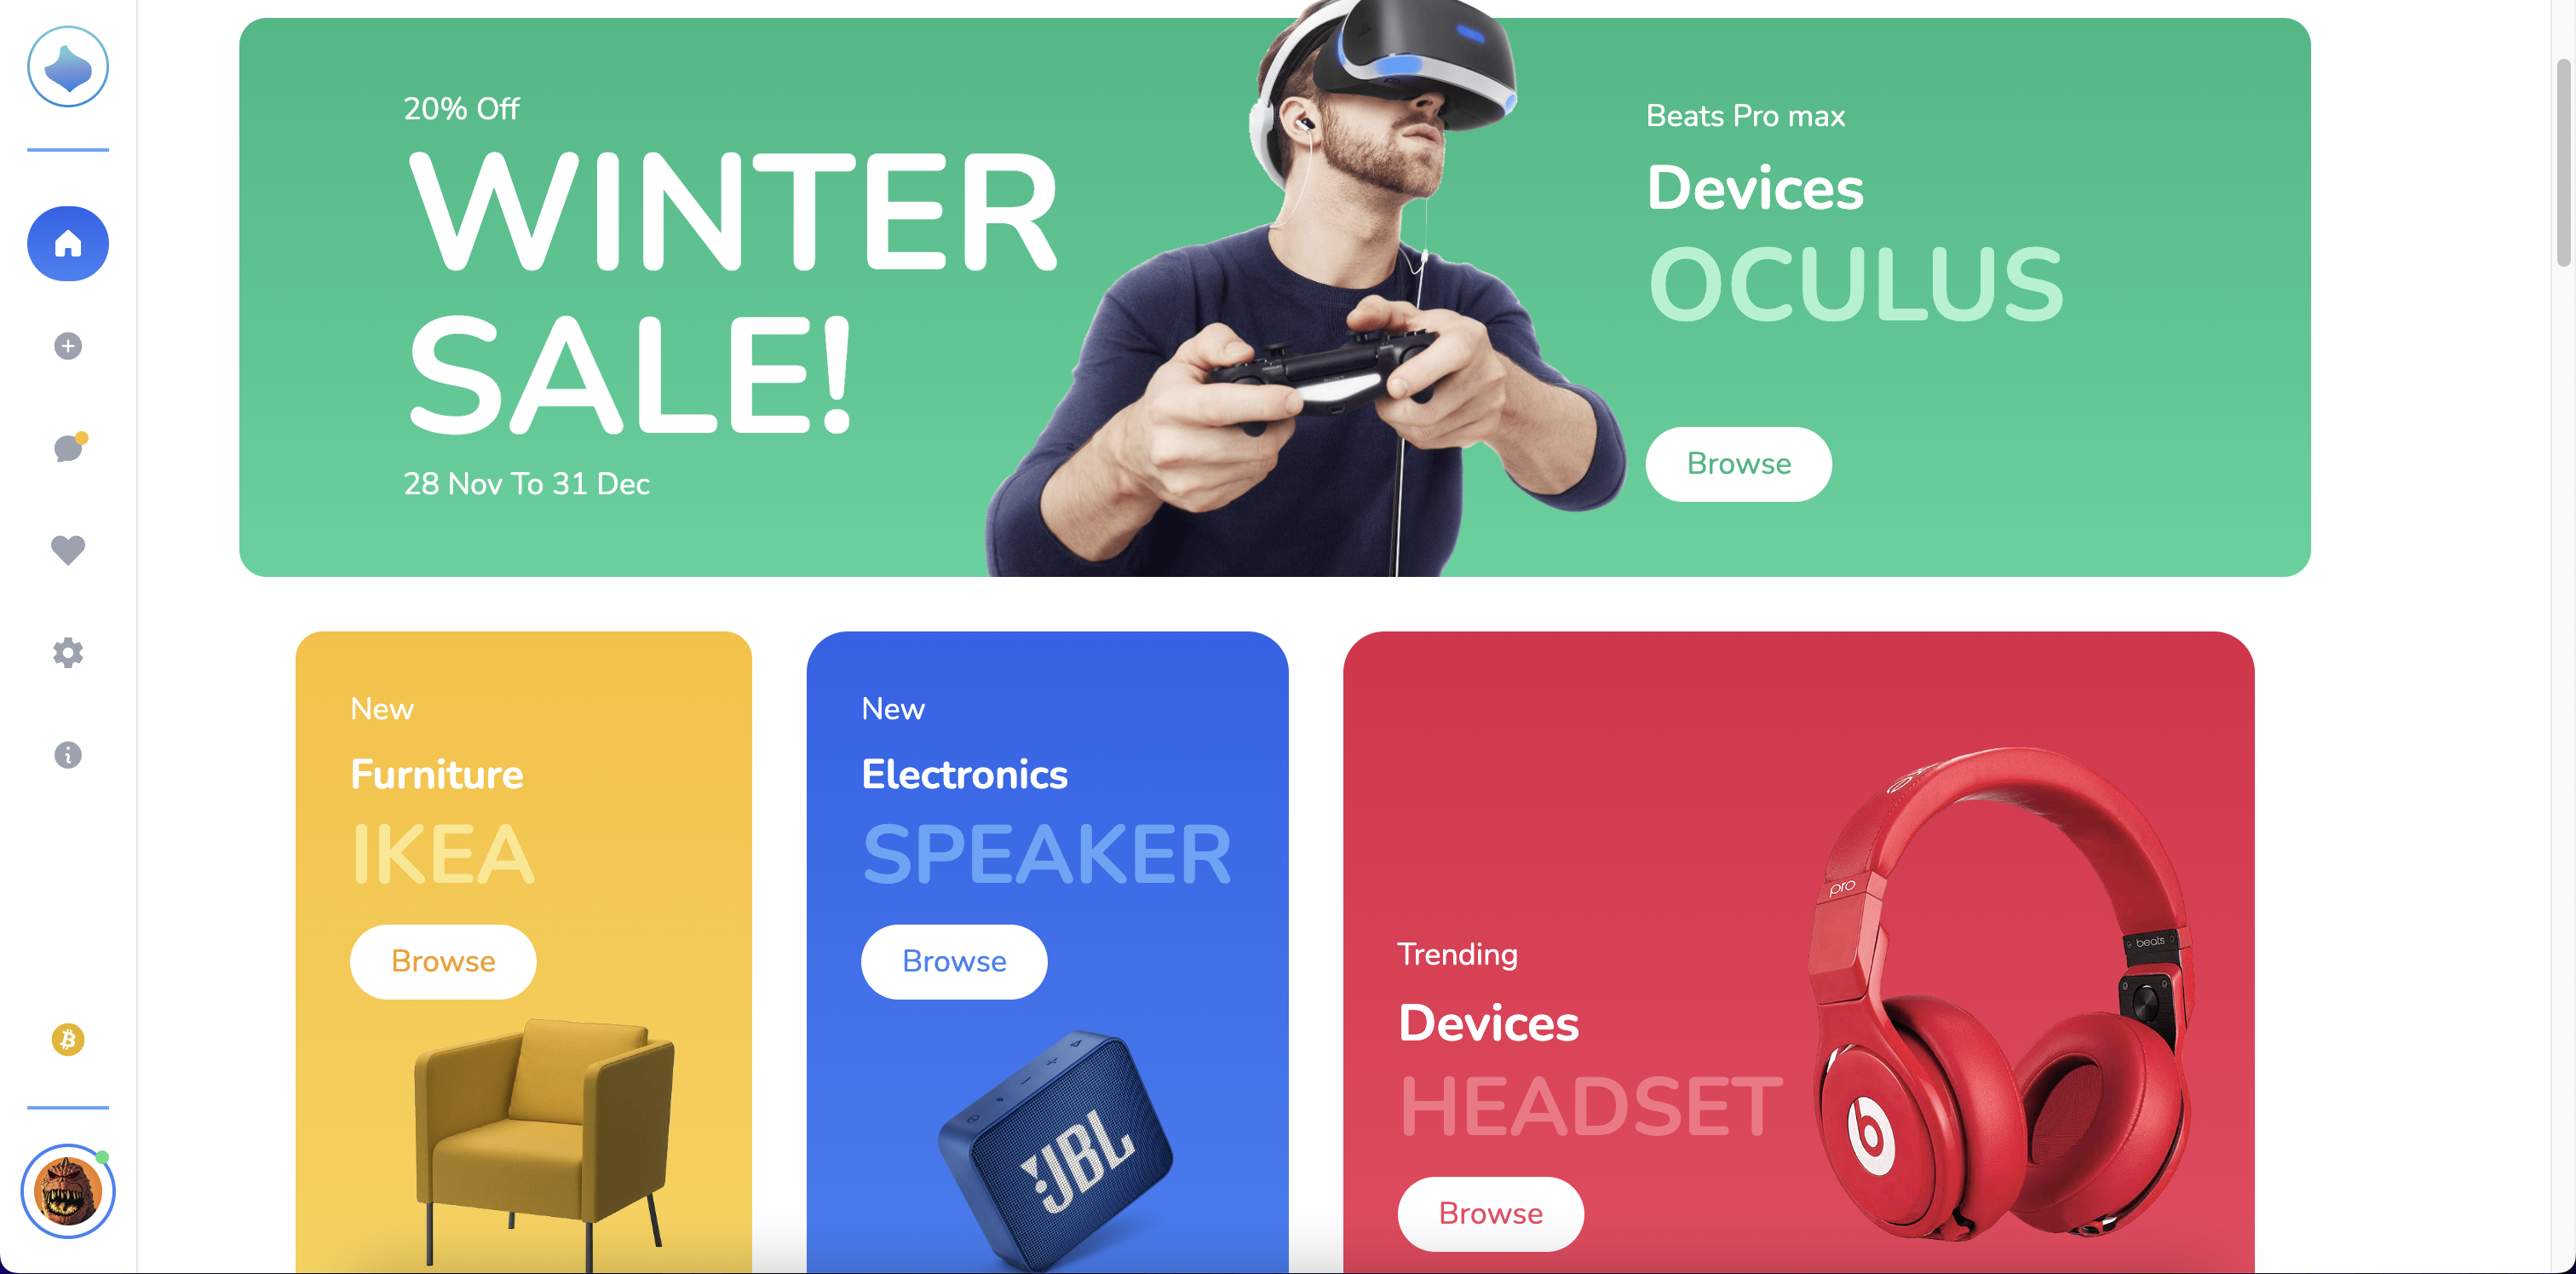 20% Off
WINTER
SALE!
28 Nov To 31 Dec
Beats Pro max
Devices
OCULUS
Browse
New
Furniture
IKEA
Browse
New
Electronics
SPEAKER
Browse
JBL
Trending
Devices
HEADSET
Browse
pro
beats
b